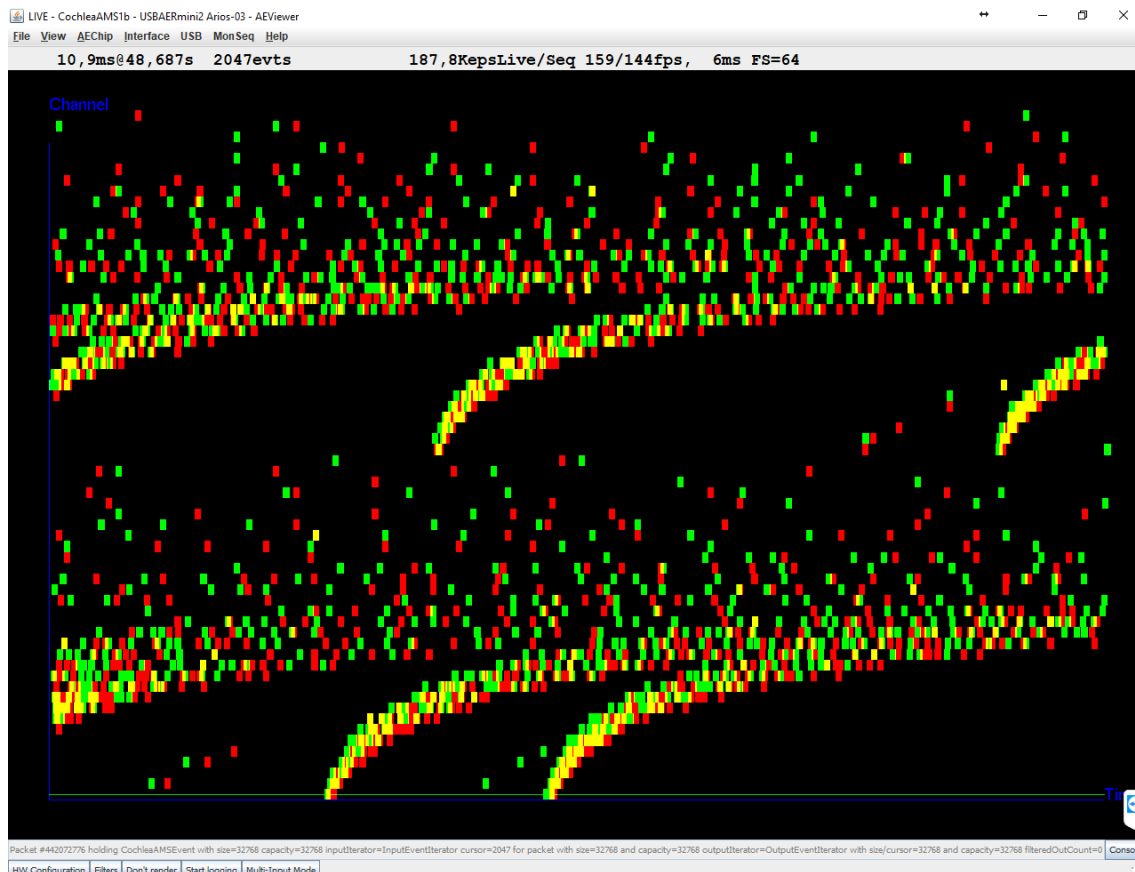 LIVE - CochleaAMS1b - USBAERmini2 Arios-03 - AEViewer
File View AEChip Interface USB MonSeq Help
10,9ms@48,687s 2047evts 187,8KepsLive/Seq 159/144fps, 6ms FS=64
Channel
Tim
Packet #442072776 holding CochleaAMSEvent with size=32768 capacity=32768 inputIterator=InputEventIterator cursor=2047 for packet with size=32768 and capacity=32768 outputIterator=OutputEventIterator with size/cursor=32768 and capacity=32768 filteredOutCount=0 Conso
HW Configuration Filters Don't render Start logging Multi-Input Mode